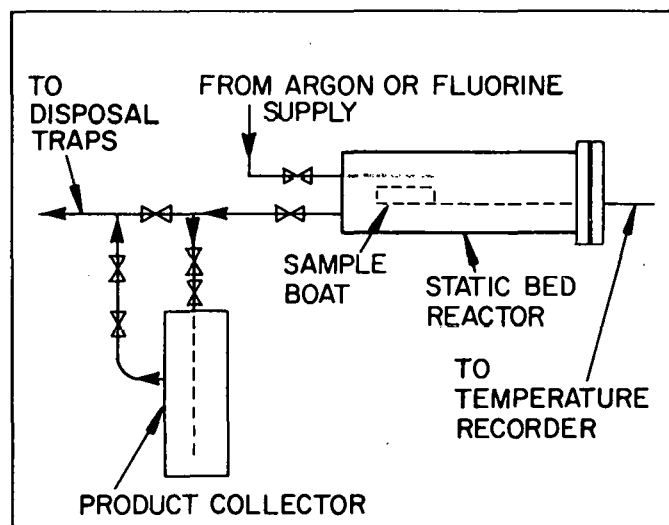 TO
DISPOSAL
TRAPS
FROM ARGON OR FLUORINE
SUPPLY
SAMPLE
BOAT
STATIC BED
REACTOR
TO
TEMPERATURE
RECORDER
PRODUCT COLLECTOR